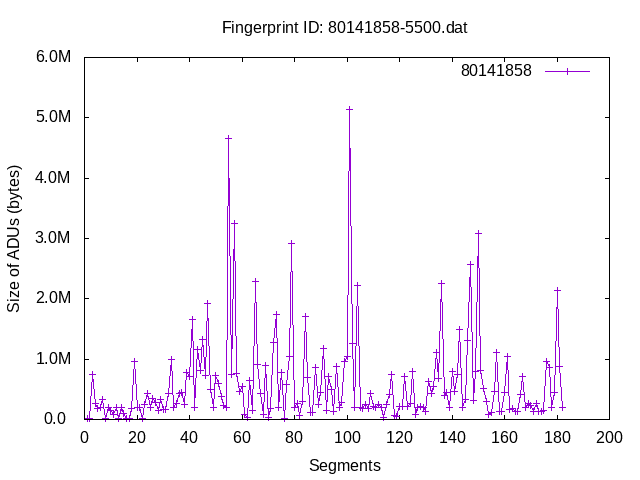 Fingerprint ID: 80141858-5500.dat
80141858
6.0M
5.0M
4.0M
3.0M
2.0M
1.0M
0.0
Size of ADUs (bytes)
0 20 40 60 80 100 120 140 160 180 200
Segments